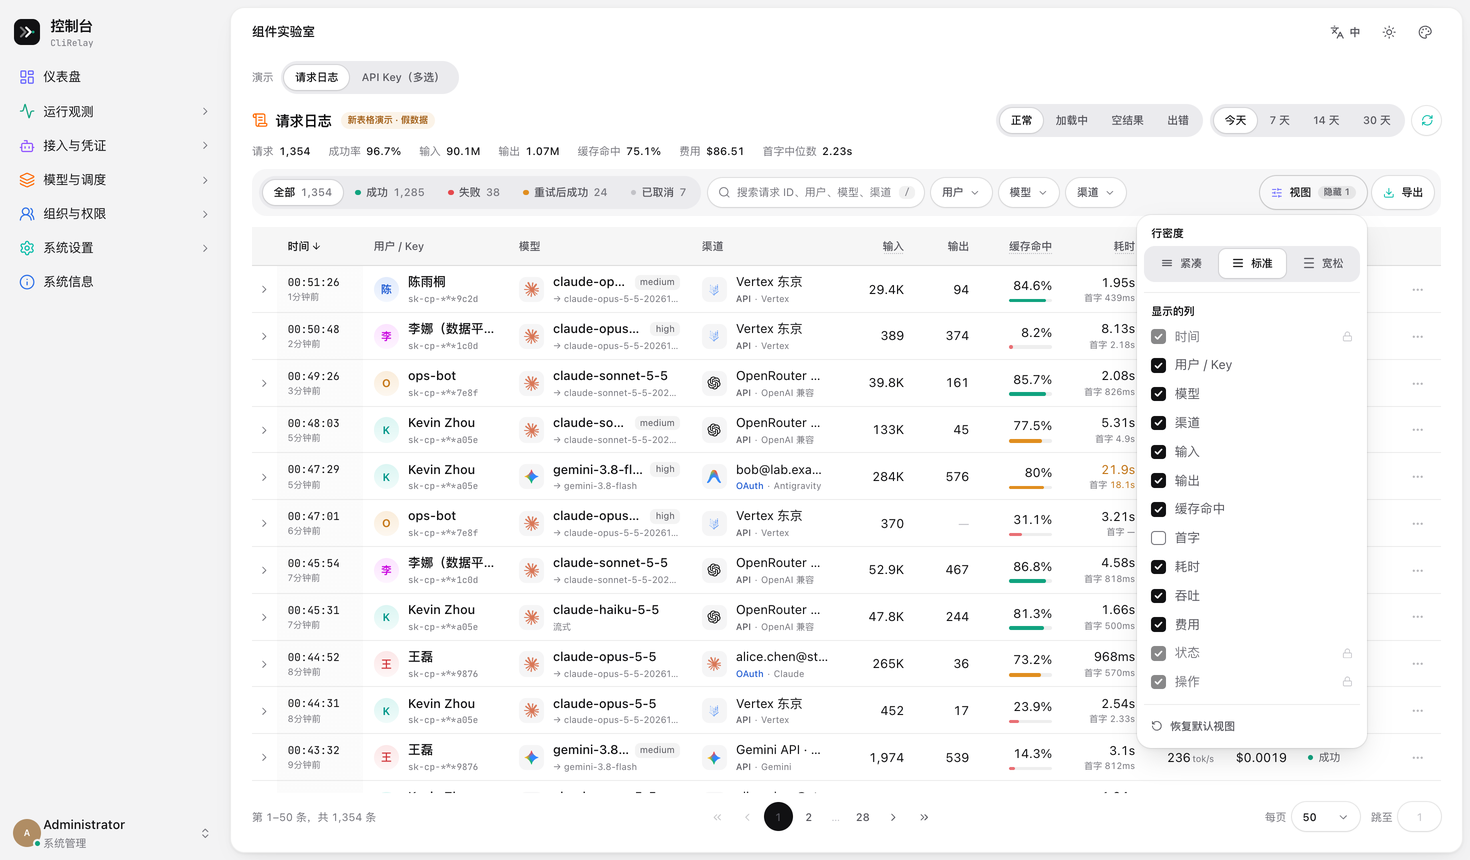 控制台
CliRelay
仪表盘
运行观测
接入与凭证
模型与调度
组织与权限
系统设置
系统信息
Administrator
系统管理
组件实验室
中
演示 请求日志 API Key（多选）
请求日志 新表格演示 · 假数据
正常 加载中 空结果 出错 今天 7 天 14 天 30 天
请求 1,354 成功率 96.7% 输入 90.1M 输出 1.07M 缓存命中 75.1% 费用 $86.51 首字中位数 2.23s
全部 1,354 成功 1,285 失败 38 重试后成功 24 已取消 7 搜索请求 ID、用户、模型、渠道 / 用户 模型 渠道 视图 隐藏 1 导出
时间 ↓ 用户 / Key 模型 渠道 输入 输出 缓存命中 耗时
00:51:26 陈 陈雨桐 claude-op... medium Vertex 东京 29.4K 94 84.6% 1.95s
1分钟前 sk-cp-***9c2d → claude-opus-5-5-20261... API · Vertex 首字 439ms
00:50:48 李 李娜（数据平... claude-opus... high Vertex 东京 389 374 8.2% 8.13s
2分钟前 sk-cp-***1c0d → claude-opus-5-5-20261... API · Vertex 首字 2.18s
00:49:26 O ops-bot claude-sonnet-5-5 OpenRouter ... 39.8K 161 85.7% 2.08s
3分钟前 sk-cp-***7e8f → claude-sonnet-5-5-202... API · OpenAI 兼容 首字 826ms
00:48:03 K Kevin Zhou claude-so... medium OpenRouter ... 133K 45 77.5% 5.31s
5分钟前 sk-cp-***a05e → claude-sonnet-5-5-202... API · OpenAI 兼容 首字 4.9s
00:47:29 K Kevin Zhou gemini-3.8-fl... high bob@lab.exa... 284K 576 80% 21.9s
5分钟前 sk-cp-***a05e → gemini-3.8-flash OAuth · Antigravity 首字 18.1s
00:47:01 O ops-bot claude-opus... high Vertex 东京 370 — 31.1% 3.21s
6分钟前 sk-cp-***7e8f → claude-opus-5-5-20261... API · Vertex 首字 —
00:45:54 李 李娜（数据平... claude-sonnet-5-5 OpenRouter ... 52.9K 467 86.8% 4.58s
7分钟前 sk-cp-***1c0d → claude-sonnet-5-5-202... API · OpenAI 兼容 首字 818ms
00:45:31 K Kevin Zhou claude-haiku-5-5 OpenRouter ... 47.8K 244 81.3% 1.66s
7分钟前 sk-cp-***a05e 流式 API · OpenAI 兼容 首字 500ms
00:44:52 王 王磊 claude-opus-5-5 alice.chen@st... 265K 36 73.2% 968ms
8分钟前 sk-cp-***9876 → claude-opus-5-5-20261... OAuth · Claude 首字 570ms
00:44:31 K Kevin Zhou claude-opus-5-5 Vertex 东京 452 17 23.9% 2.54s
8分钟前 sk-cp-***a05e → claude-opus-5-5-20261... API · Vertex 首字 2.33s
00:43:32 王 王磊 gemini-3.8... medium Gemini API · ... 1,974 539 14.3% 3.1s 236 tok/s $0.0019 成功
9分钟前 sk-cp-***9876 → gemini-3.8-flash API · Gemini 首字 812ms
行密度
紧凑 标准 宽松
显示的列
时间
用户 / Key
模型
渠道
输入
输出
缓存命中
首字
耗时
吞吐
费用
状态
操作
恢复默认视图
第 1–50 条，共 1,354 条 1 2 ... 28 每页 50 跳至 1
A